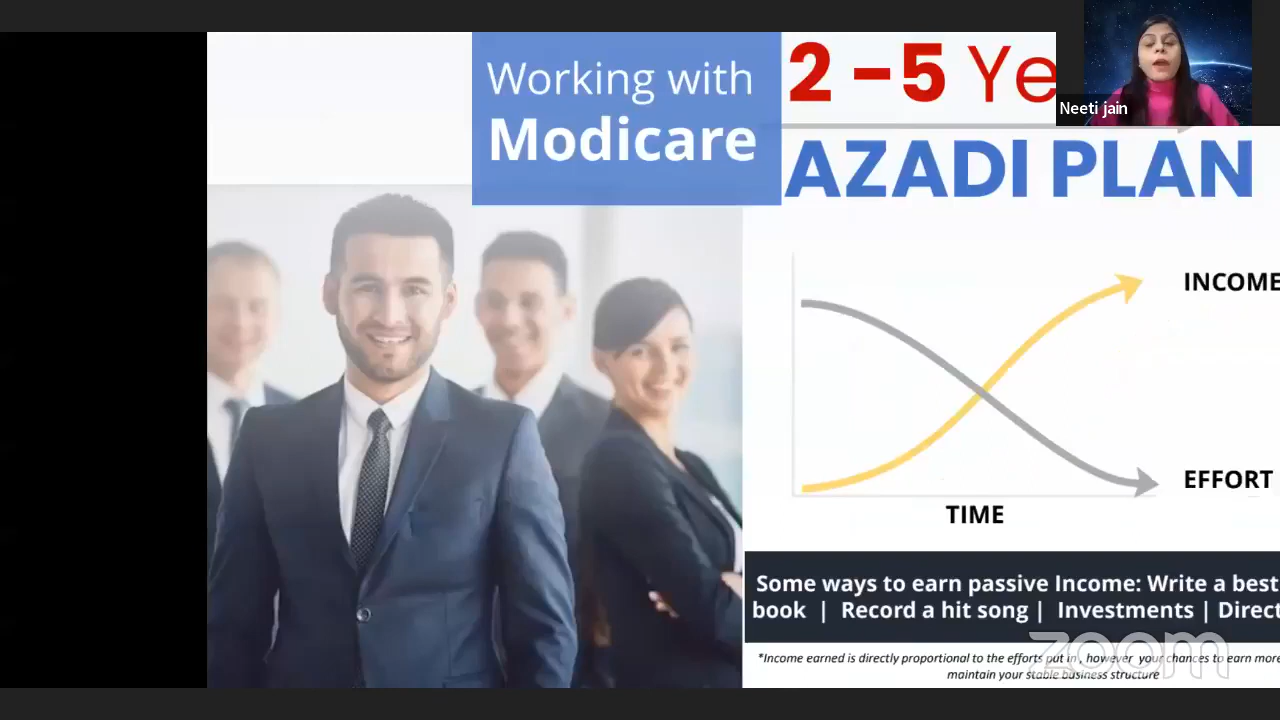 Working with
Modicare
2 – 5 Ye
Neeti jain
AZADI PLAN
INCOME
EFFORT
TIME
Some ways to earn passive Income: Write a best
book | Record a hit song | Investments | Direct
zoom
*Income earned is directly proportional to the efforts put in , however your chances to earn more
maintain your stable business structure